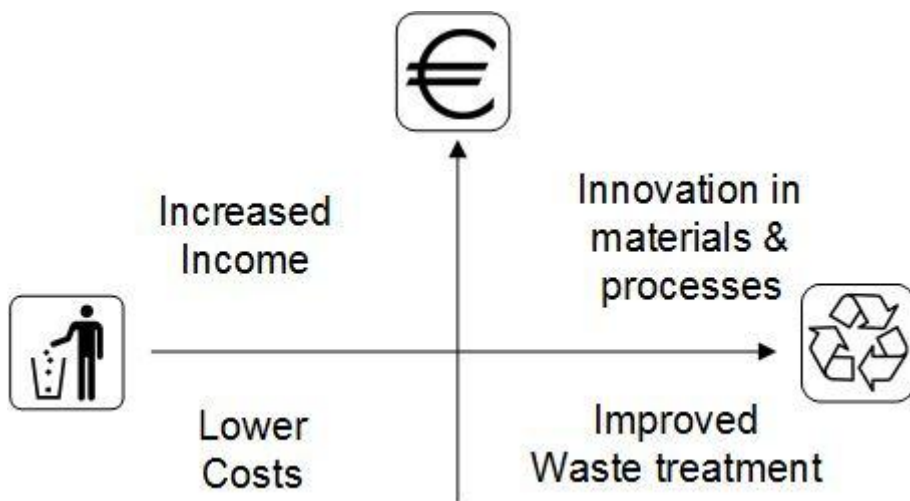 €
Increased
Income
Innovation in
materials &
processes
Lower
Costs
Improved
Waste treatment